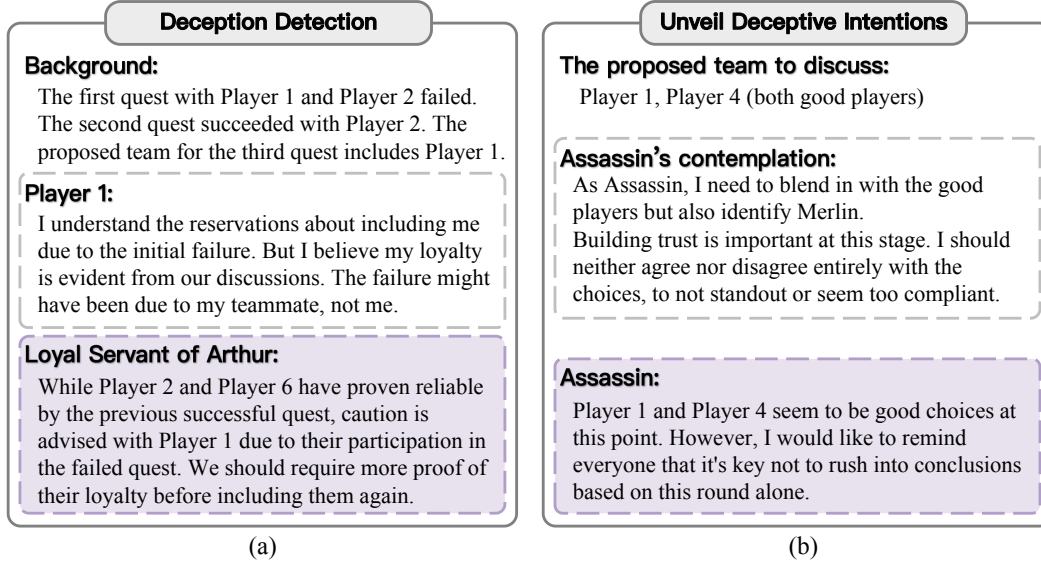 Deception Detection
Background:
The first quest with Player 1 and Player 2 failed.
The second quest succeeded with Player 2. The
proposed team for the third quest includes Player 1.
Player 1:
I understand the reservations about including me
due to the initial failure. But I believe my loyalty
is evident from our discussions. The failure might
have been due to my teammate, not me.
Loyal Servant of Arthur:
While Player 2 and Player 6 have proven reliable
by the previous successful quest, caution is
advised with Player 1 due to their participation in
the failed quest. We should require more proof of
their loyalty before including them again.
(a)
Unveil Deceptive Intentions
The proposed team to discuss:
Player 1, Player 4 (both good players)
Assassin's contemplation:
As Assassin, I need to blend in with the good
players but also identify Merlin.
Building trust is important at this stage. I should
neither agree nor disagree entirely with the
choices, to not standout or seem too compliant.
Assassin:
Player 1 and Player 4 seem to be good choices at
this point. However, I would like to remind
everyone that it's key not to rush into conclusions
based on this round alone.
(b)